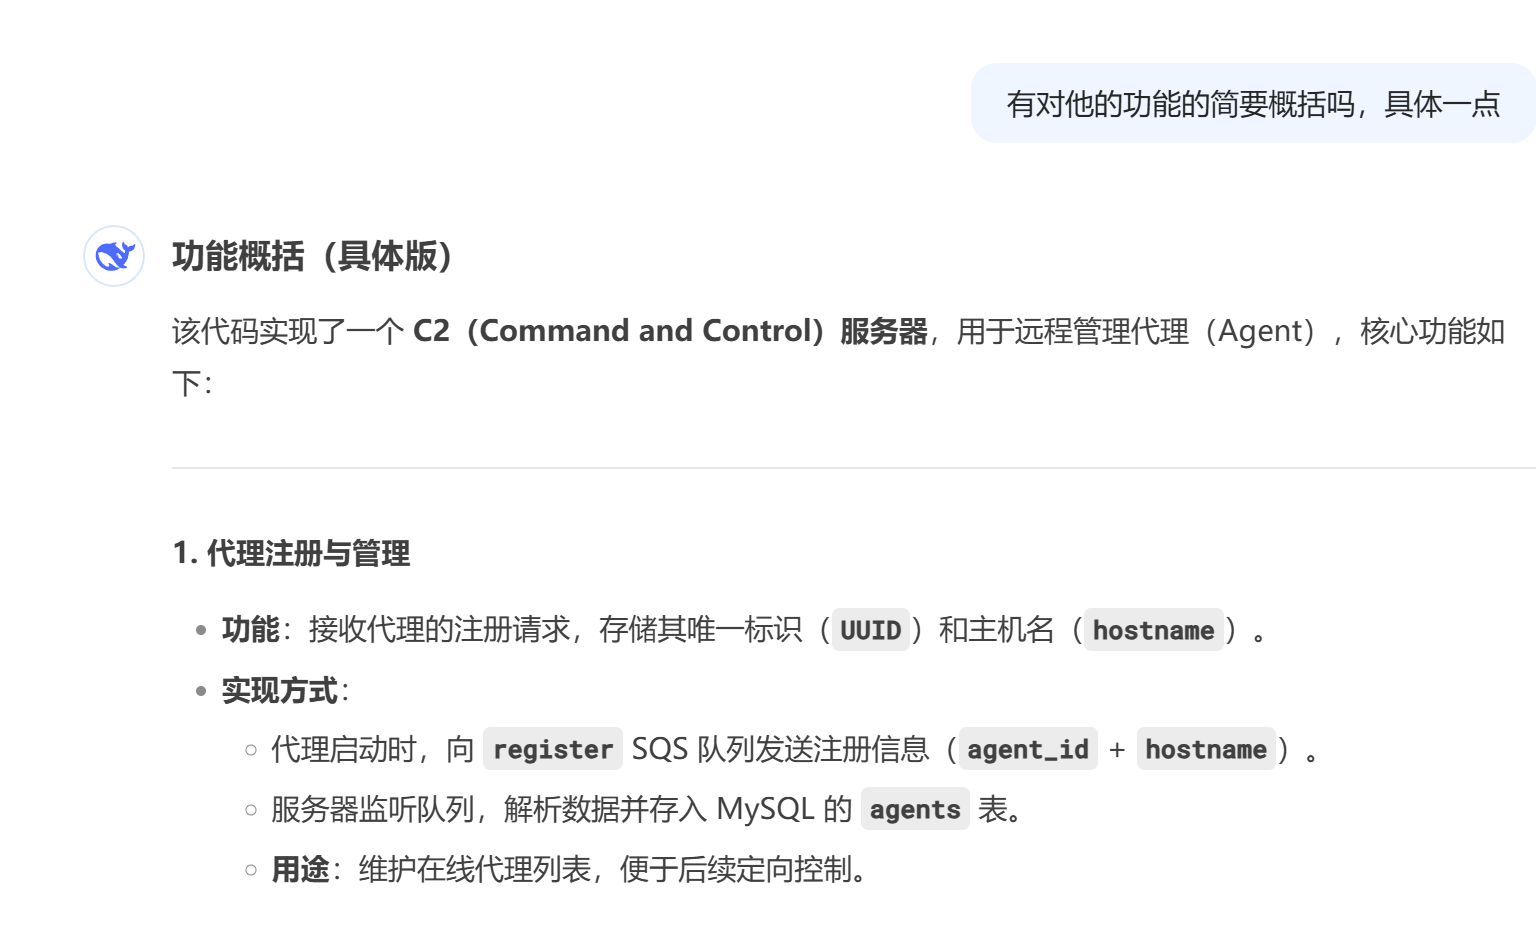 有对他的功能的简要概括吗，具体一点
功能概括（具体版）
该代码实现了一个 C2（Command and Control）服务器，用于远程管理代理（Agent），核心功能如
下：
1. 代理注册与管理
功能：接收代理的注册请求，存储其唯一标识（UUID）和主机名（hostname）。
实现方式：
代理启动时，向 register SQS 队列发送注册信息（agent_id + hostname）。
服务器监听队列，解析数据并存入 MySQL 的 agents 表。
用途：维护在线代理列表，便于后续定向控制。